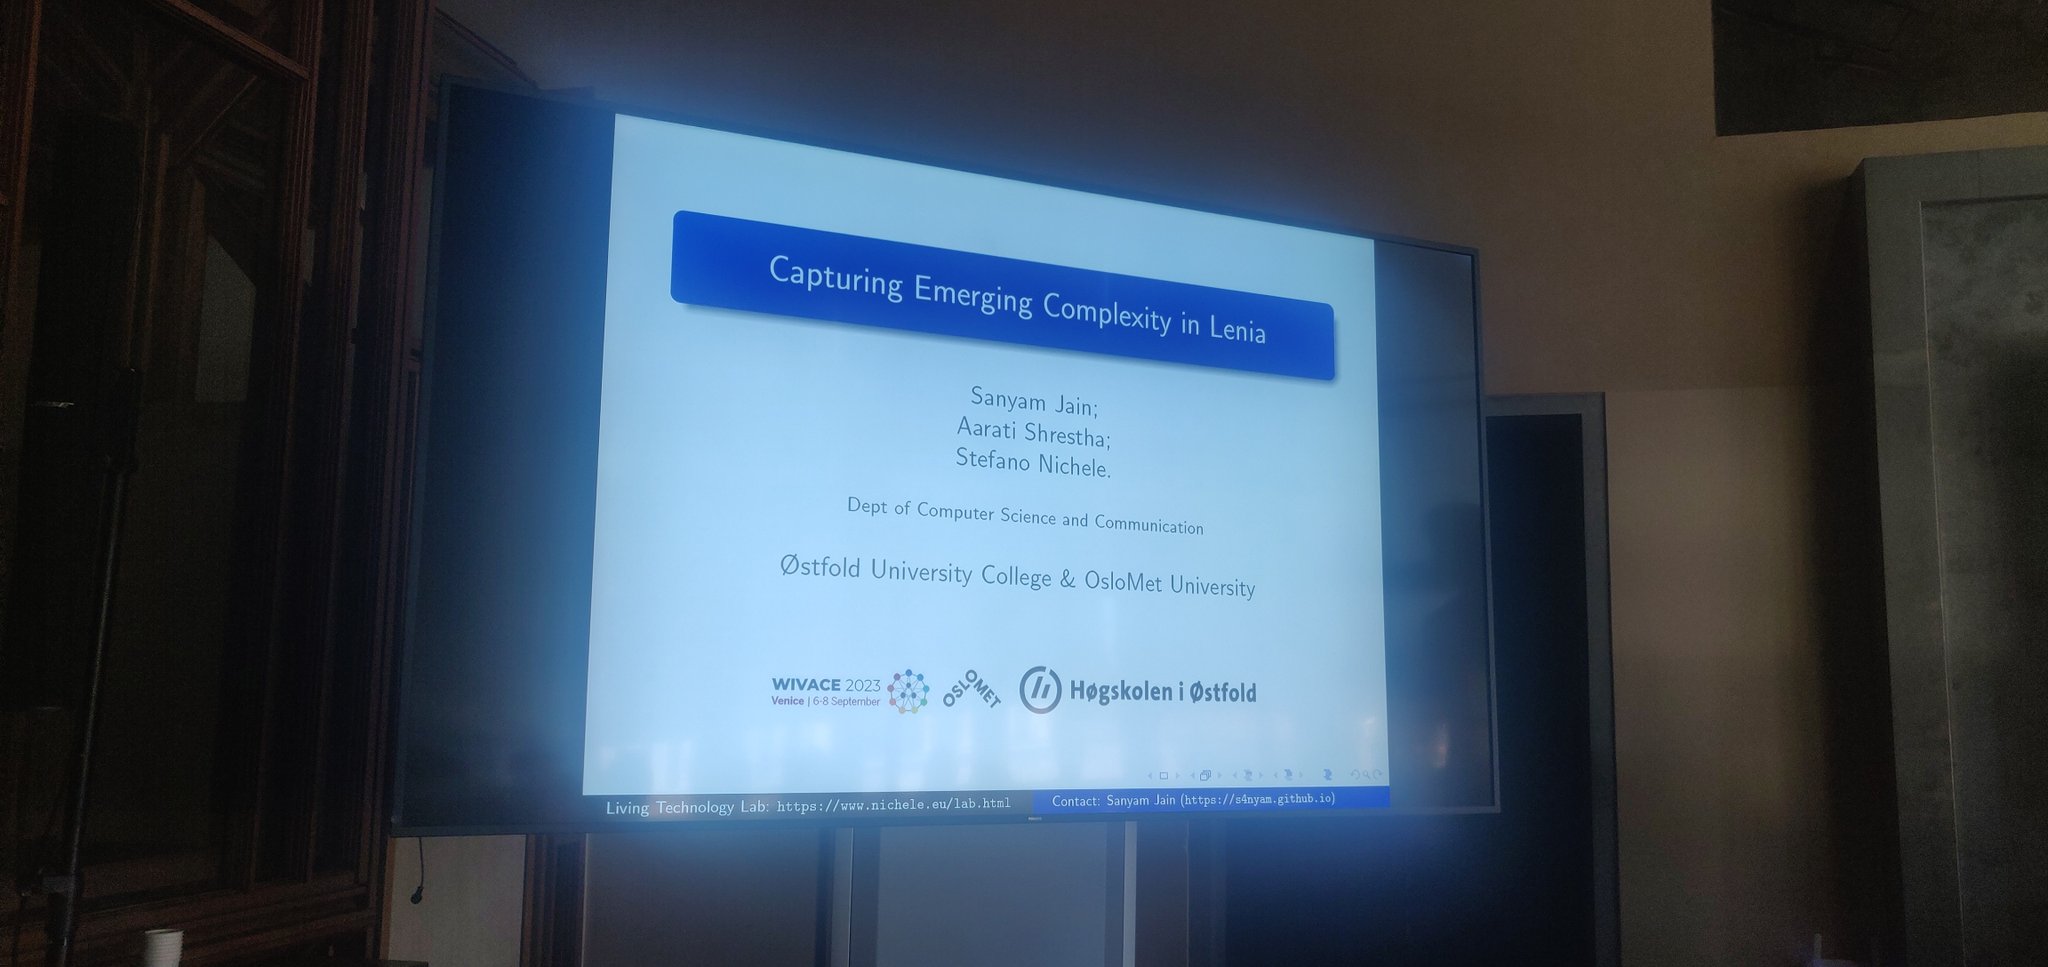 Capturing Emerging Complexity in Lenia
Sanyam Jain;
Aarati Shrestha;
Stefano Nichele.
Dept of Computer Science and Communication
Østfold University College & OsloMet University
WIVACE 2023
Venice | 6-8 September
OSLOMET
Høgskolen i Østfold
Living Technology Lab: https://www.nichele.eu/lab.html
Contact: Sanyam Jain (https://s4nyam.github.io)